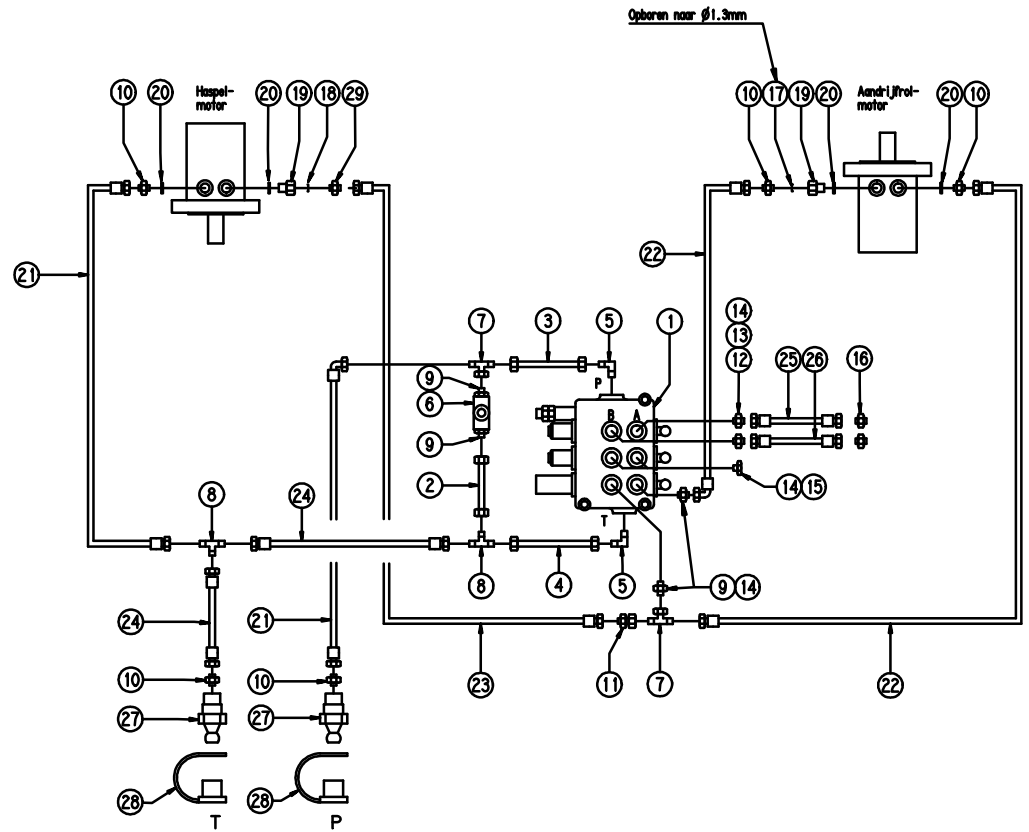 Opboren naar Ø1.3mm
10 20 Haspel-
motor 20 19 18 29
10 17 19 20 Aandrijfrol-
motor 20 10
21
22
7 3 5 1
14
13
12
25 26 16
9
6
P
B A
9
2
14 15
8 24
T
8 4 5 9 14
24 21
10 10
23 11 7 22
27 27
28 28
T P